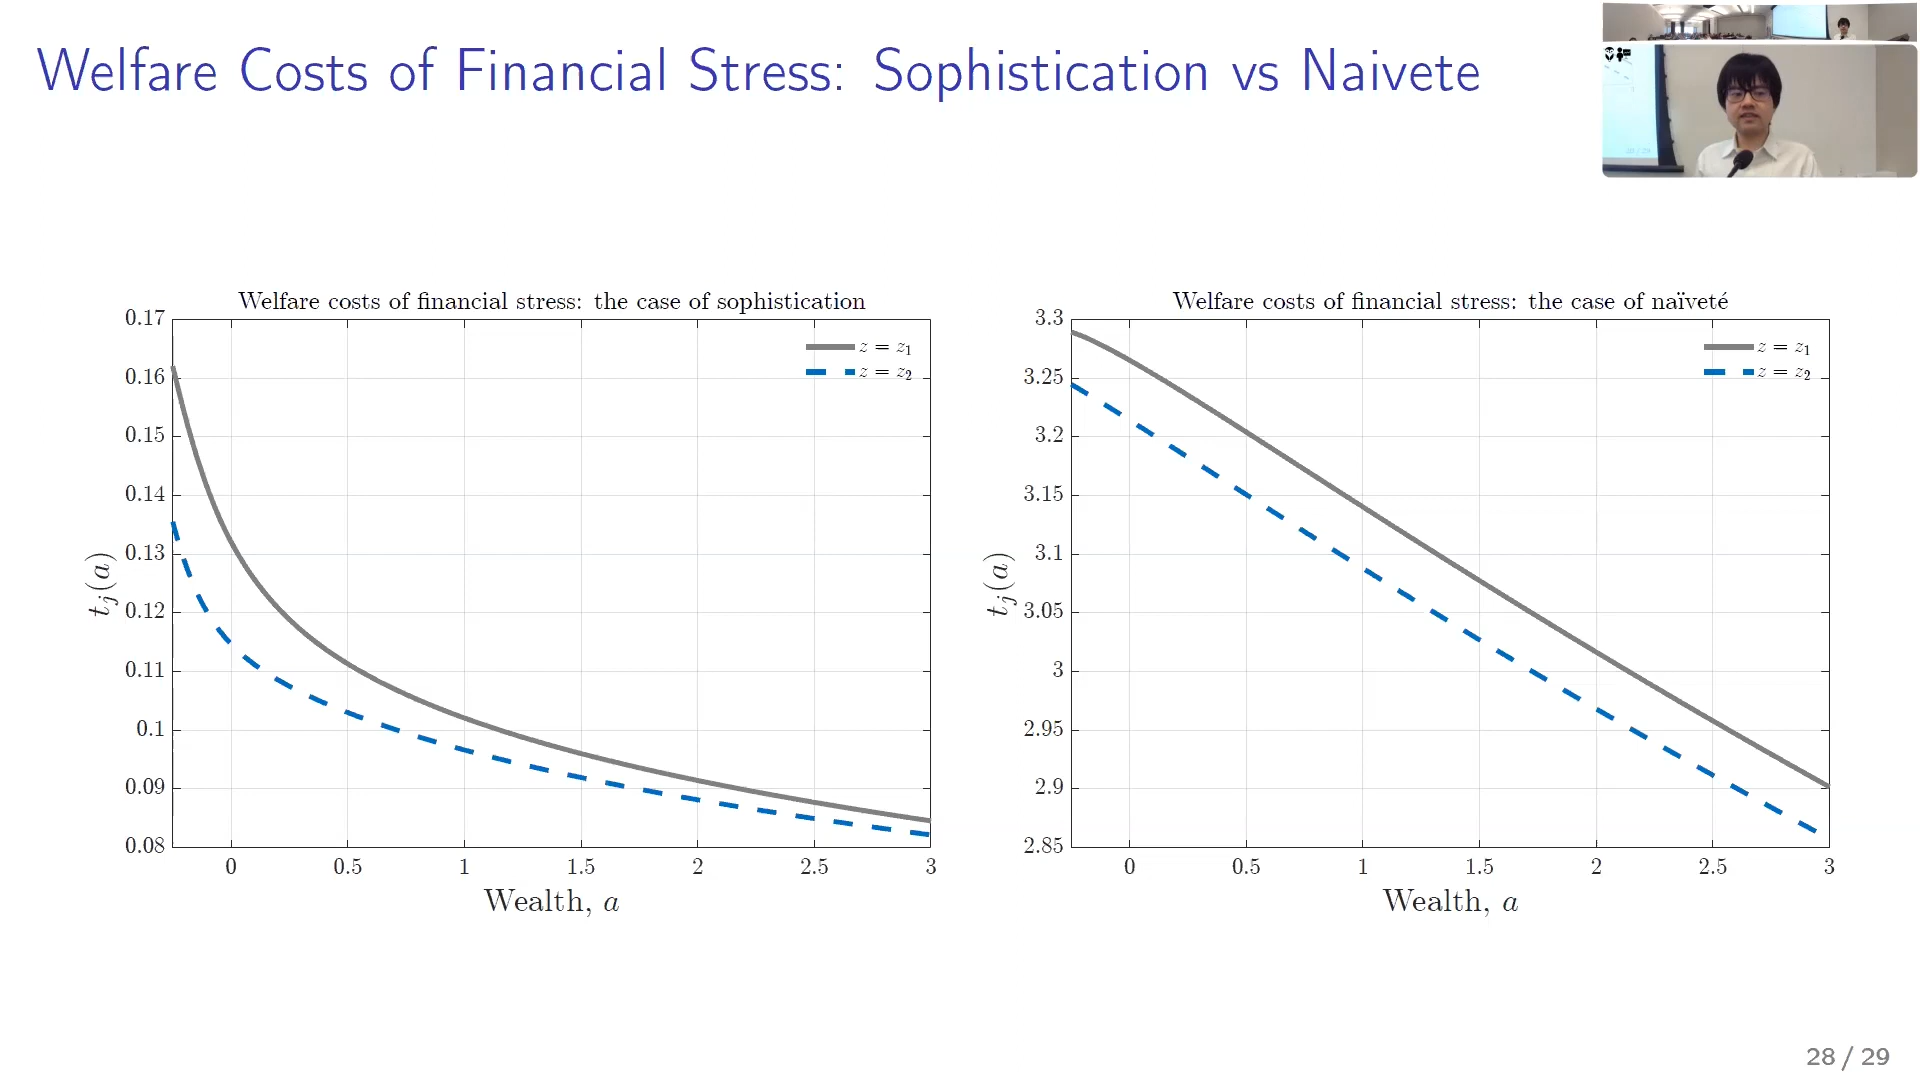 Welfare Costs of Financial Stress: Sophistication vs Naivete
Welfare costs of financial stress: the case of sophistication
0.17
0.16
0.15
0.14
0.13
0.12
0.11
0.1
0.09
0.08
t_j(a)
z = z₁
z = z₂
0 0.5 1 1.5 2 2.5 3
Wealth, a
Welfare costs of financial stress: the case of naïveté
3.3
3.25
3.2
3.15
3.1
3.05
3
2.95
2.9
2.85
t_j(a)
z = z₁
z = z₂
0 0.5 1 1.5 2 2.5 3
Wealth, a
28 / 29